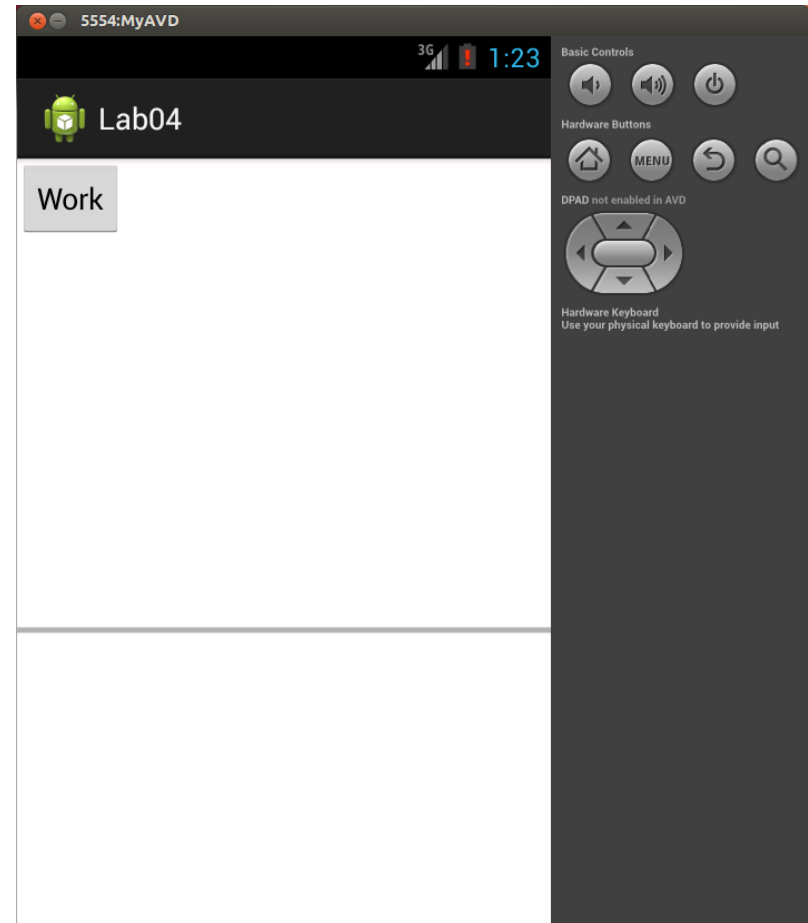 5554:MyAVD
3G 1:23
Lab04
Work
Basic Controls
Hardware Buttons
MENU
DPAD not enabled in AVD
Hardware Keyboard
Use your physical keyboard to provide input